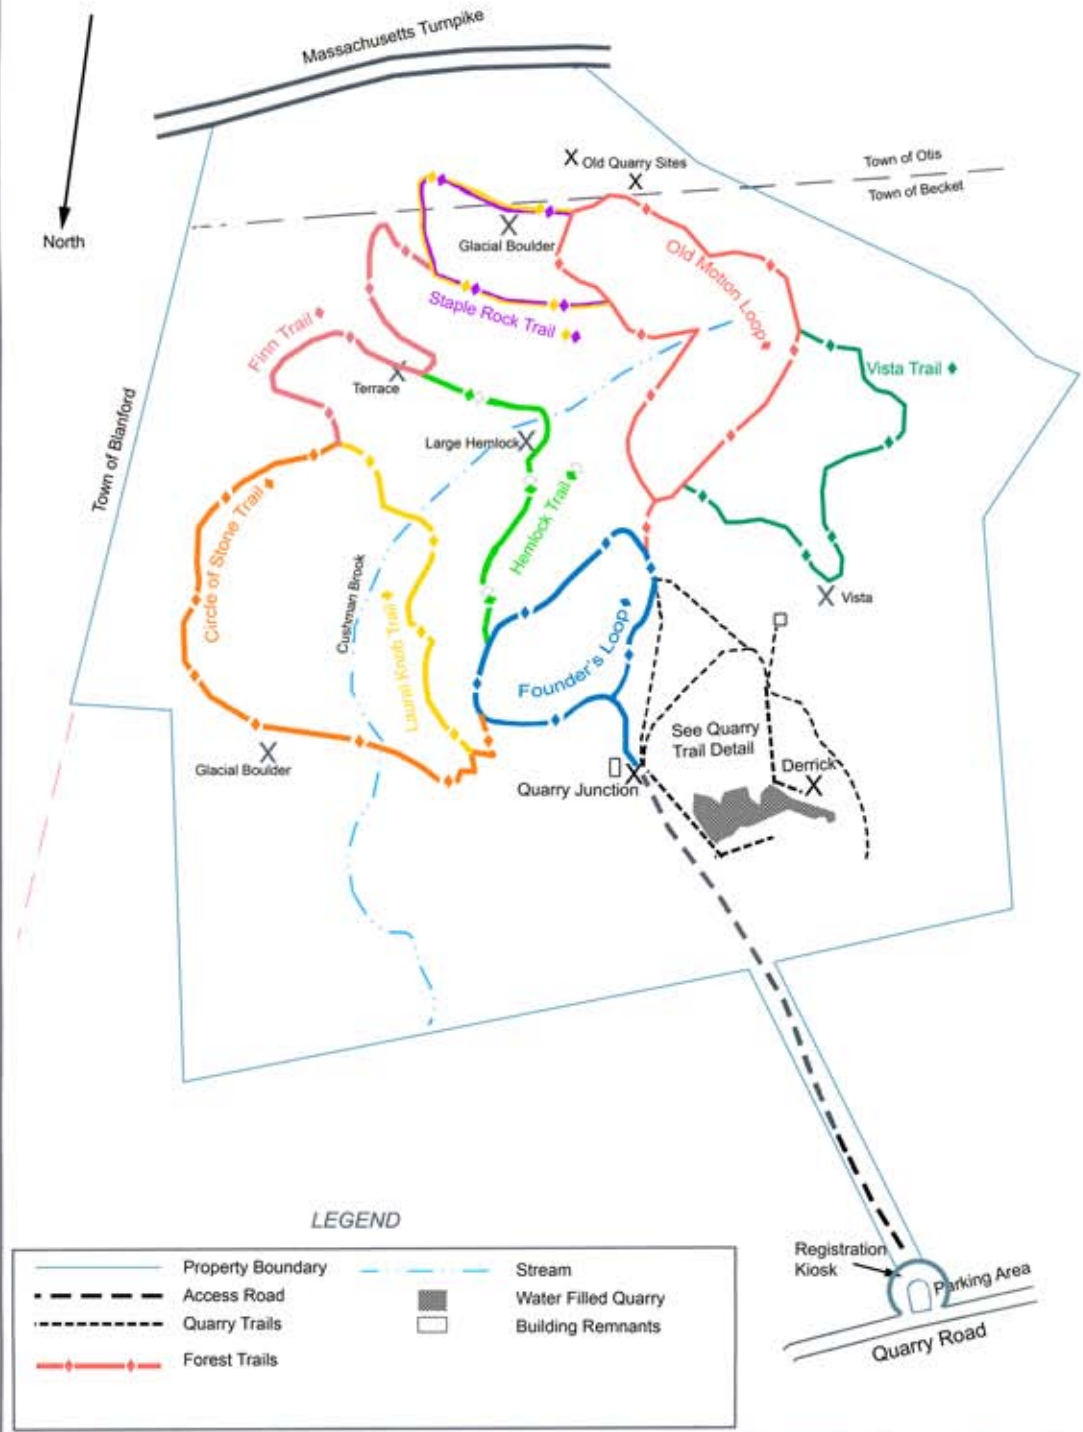 Massachusetts Turnpike
Old Quarry Sites
Town of Otis
Town of Becket
North
Glacial Boulder
Old Motion Loop
Staple Rock Trail
Finn Trail
Vista Trail
Terrace
Town of Blanford
Large Hemlock
Circle of Stone Trail
Hemlock Trail
Cushman Brook
Laurel Knob Trail
Vista
Founder's Loop
See Quarry
Trail Detail
Glacial Boulder
Derrick
Quarry Junction
Registration
Kiosk
Parking Area
Quarry Road
LEGEND
Property Boundary
Access Road
Quarry Trails
Forest Trails
Stream
Water Filled Quarry
Building Remnants